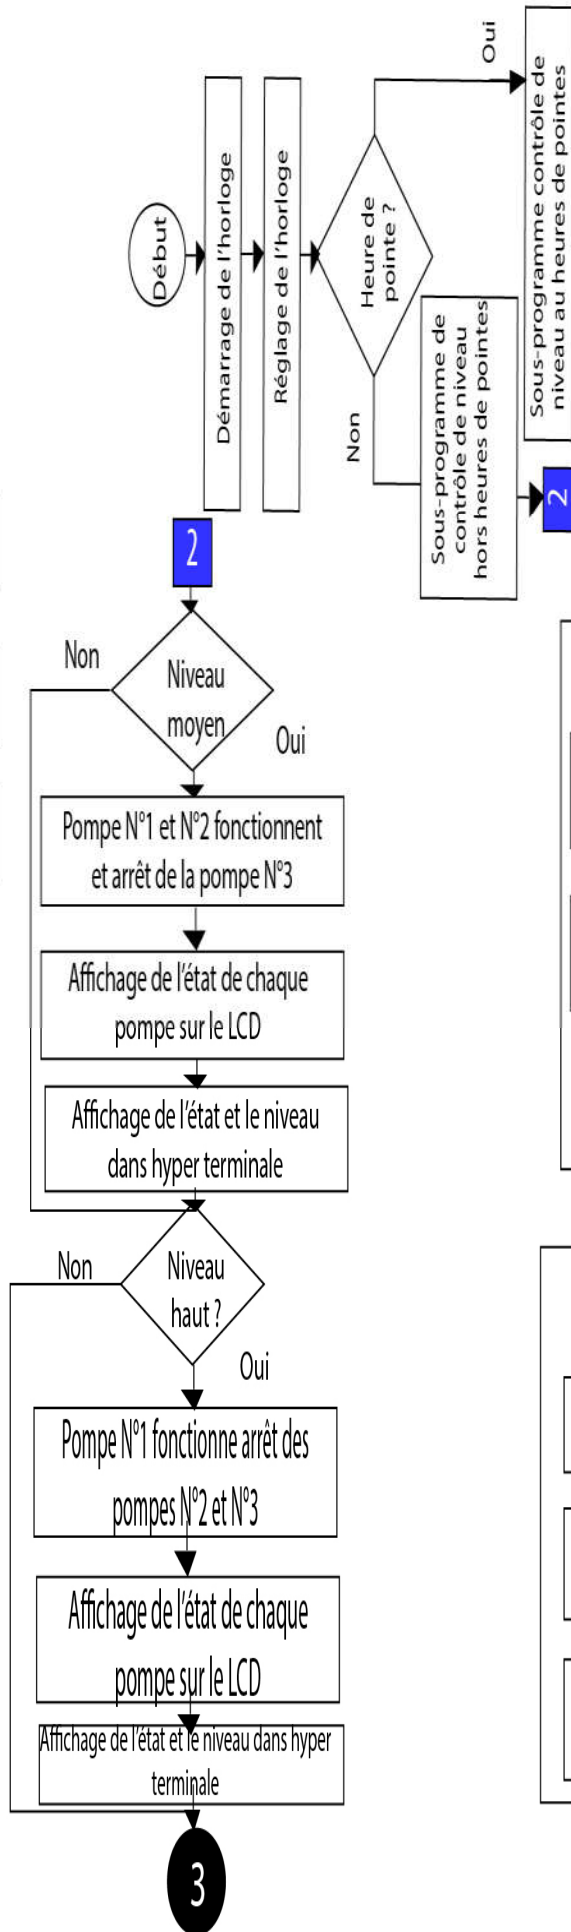 Début
Démarrage de l'horloge
Réglage de l'horloge
Heure de
pointe ?
Oui
Non
Sous-programme contrôle de
niveau au heures de pointes
Sous-programme de
contrôle de niveau
hors heures de pointes
2
2
Niveau
moyen
Non
Oui
Pompe N°1 et N°2 fonctionnent
et arrêt de la pompe N°3
Affichage de l'état de chaque
pompe sur le LCD
Affichage de l'état et le niveau
dans hyper terminale
Niveau
haut ?
Non
Oui
Pompe N°1 fonctionne arrêt des
pompes N°2 et N°3
Affichage de l'état de chaque
pompe sur le LCD
Affichage de l'état et le niveau dans hyper
terminale
3